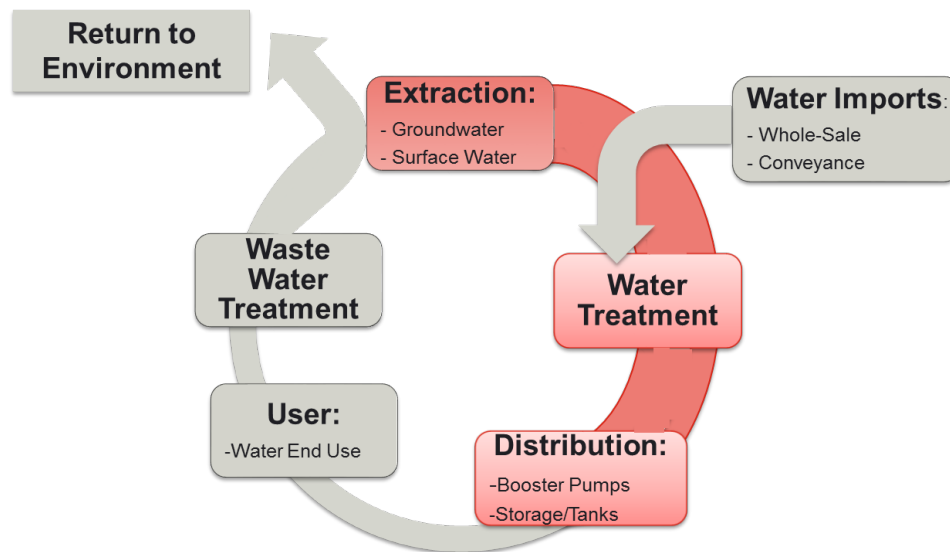 Return to
Environment
Extraction:
- Groundwater
- Surface Water
Water Imports:
- Whole-Sale
- Conveyance
Waste
Water
Treatment
Water
Treatment
User:
-Water End Use
Distribution:
-Booster Pumps
-Storage/Tanks